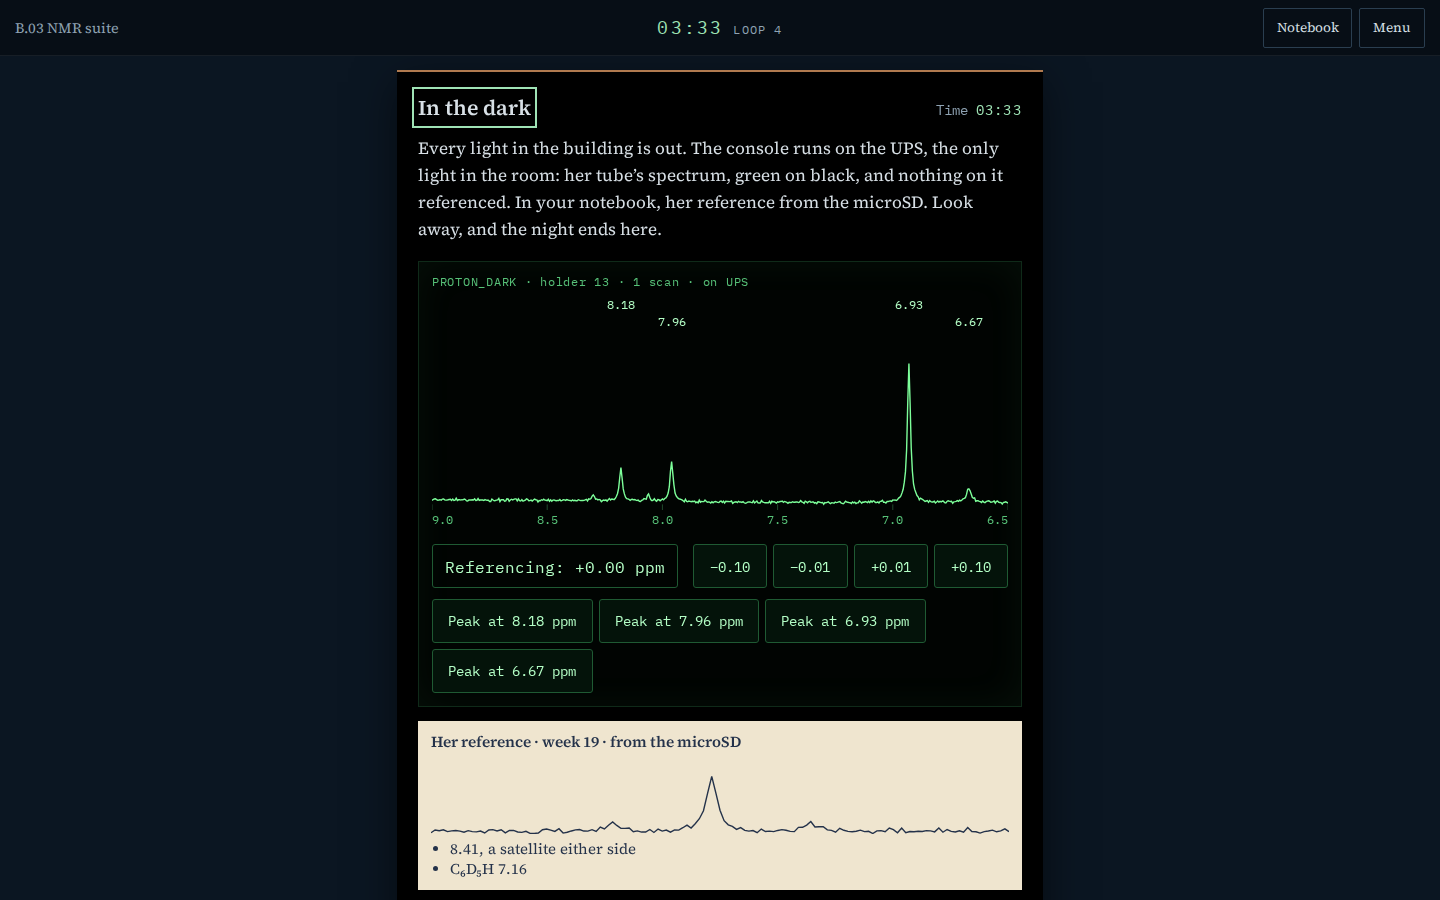 B.03 NMR suite
03:33 LOOP 4
Notebook
Menu
In the dark
Time 03:33
Every light in the building is out. The console runs on the UPS, the only
light in the room: her tube’s spectrum, green on black, and nothing on it
referenced. In your notebook, her reference from the microSD. Look
away, and the night ends here.
PROTON_DARK · holder 13 · 1 scan · on UPS
8.18
6.93
7.96
6.67
9.0 8.5 8.0 7.5 7.0 6.5
Referencing: +0.00 ppm
−0.10
−0.01
+0.01
+0.10
Peak at 8.18 ppm
Peak at 7.96 ppm
Peak at 6.93 ppm
Peak at 6.67 ppm
Her reference · week 19 · from the microSD
• 8.41, a satellite either side
• C₆D₅H 7.16